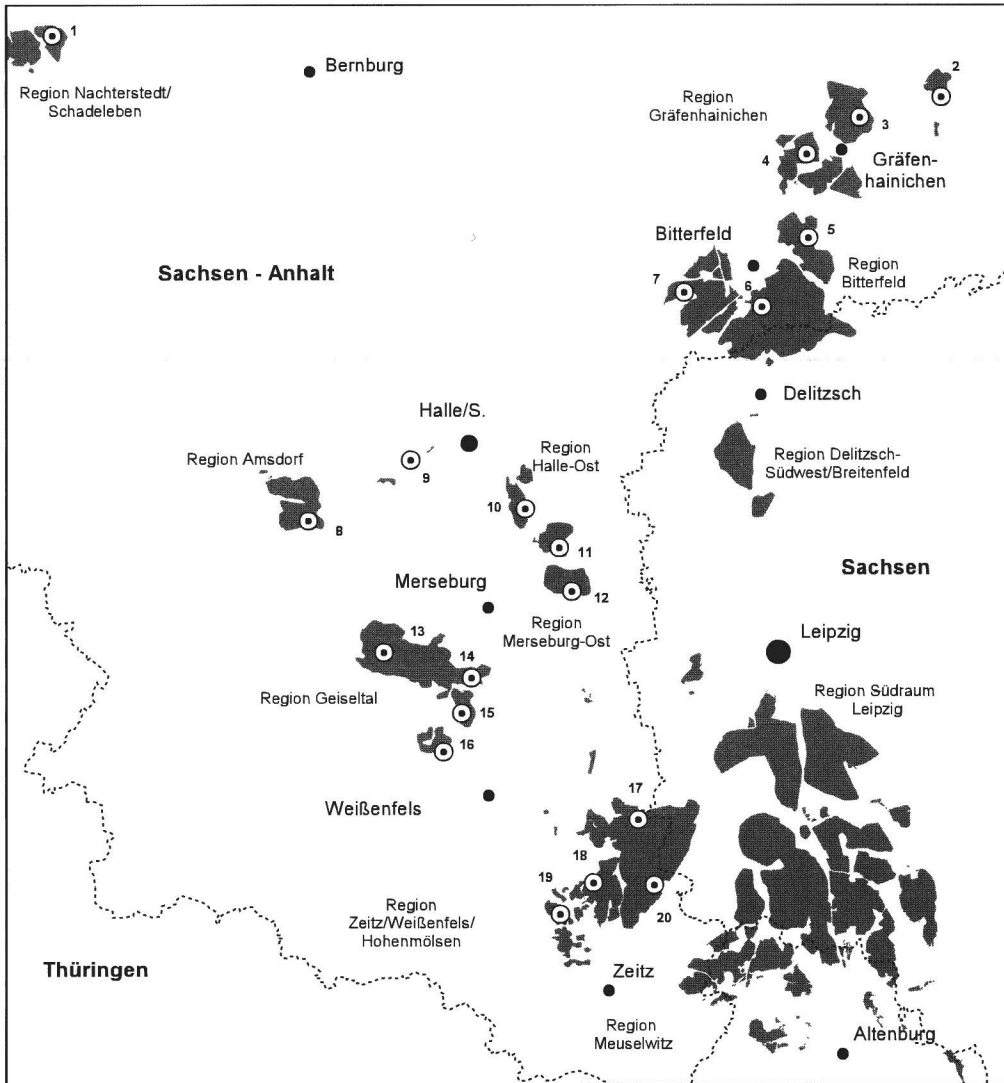 1
Bernburg
Region Nachterstedt/
Schadeleben
2
Region
Gräfenhainichen
3
4
Gräfen-
hainichen
5
Bitterfeld
Region
Bitterfeld
Sachsen - Anhalt
7
6
Delitzsch
Halle/S.
Region
Halle-Ost
Region Delitzsch-
Südwest/Breitenfeld
Region Amsdorf
9
10
8
11
Sachsen
Merseburg
12
Region
Merseburg-Ost
13
14
Leipzig
Region Geiseltal
Region Südraum
Leipzig
15
16
17
Weißenfels
18
19
20
Region
Zeitz/Weißenfels/
Hohenmölsen
Thüringen
Zeitz
Region
Meuselwitz
Altenburg